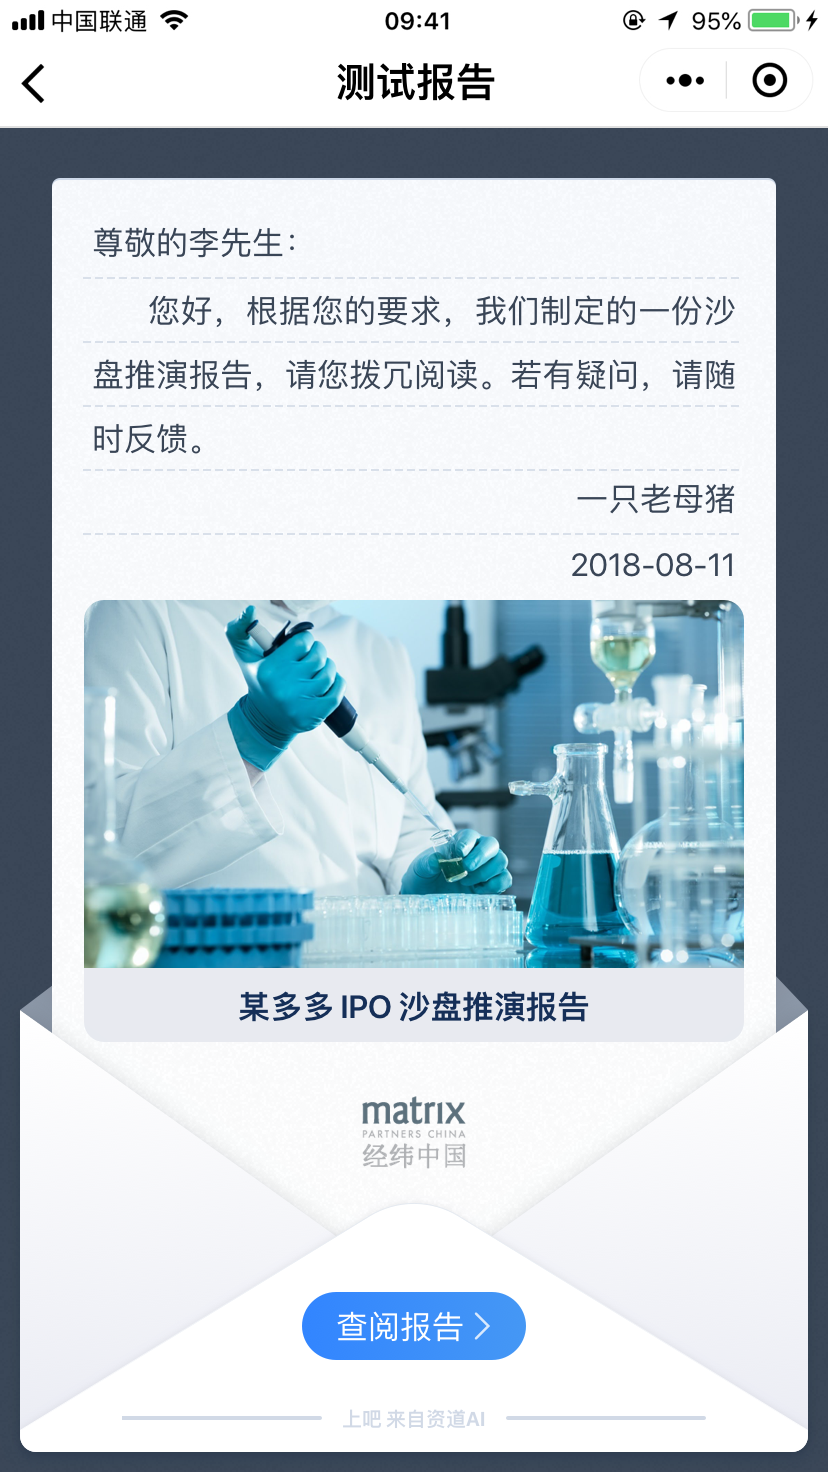 中国联通
09:41
95%
测试报告
尊敬的李先生：
您好，根据您的要求，我们制定的一份沙
盘推演报告，请您拨冗阅读。若有疑问，请随
时反馈。
一只老母猪
2018-08-11
某多多 IPO 沙盘推演报告
matrix
PARTNERS CHINA
经纬中国
查阅报告
上吧 来自资道AI